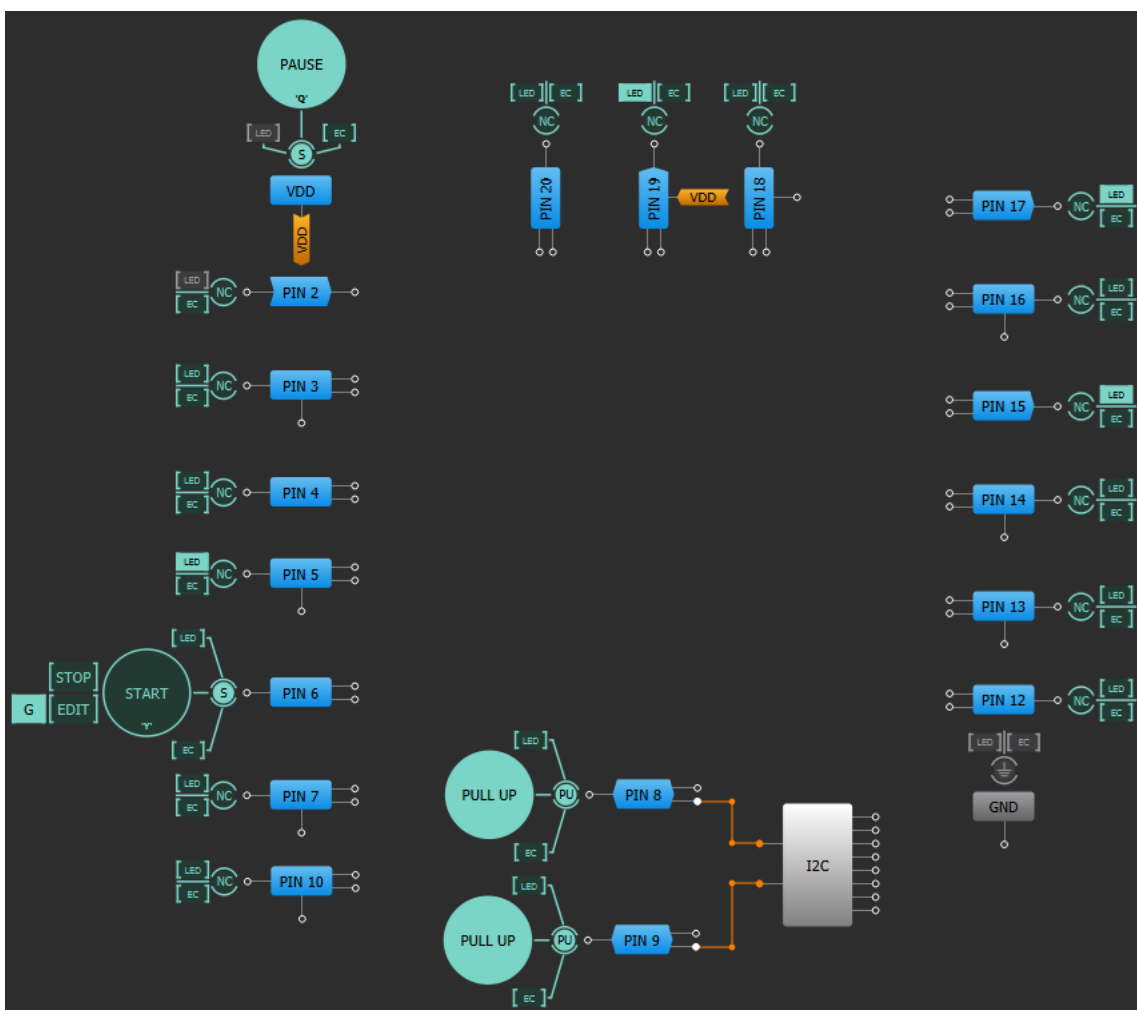 PAUSE
'Q'
[LED]
[EC]
S
VDD
VDD
[LED]
[EC]
NC
PIN 2
[LED]
[EC]
NC
PIN 3
[LED]
[EC]
NC
PIN 4
LED
[EC]
NC
PIN 5
[LED]
[STOP]
G
[EDIT]
START
'Y'
S
PIN 6
[EC]
[LED]
[EC]
NC
PIN 7
[LED]
[EC]
NC
PIN 10
[LED] [EC]
NC
PIN 20
LED [EC]
NC
PIN 19
VDD
[LED] [EC]
NC
PIN 18
[LED]
PULL UP
PU
PIN 8
[EC]
[LED]
PULL UP
PU
PIN 9
[EC]
I2C
PIN 17
NC
LED
[EC]
PIN 16
NC
[LED]
[EC]
PIN 15
NC
LED
[EC]
PIN 14
NC
[LED]
[EC]
PIN 13
NC
[LED]
[EC]
PIN 12
NC
[LED]
[EC]
[LED] [EC]
GND